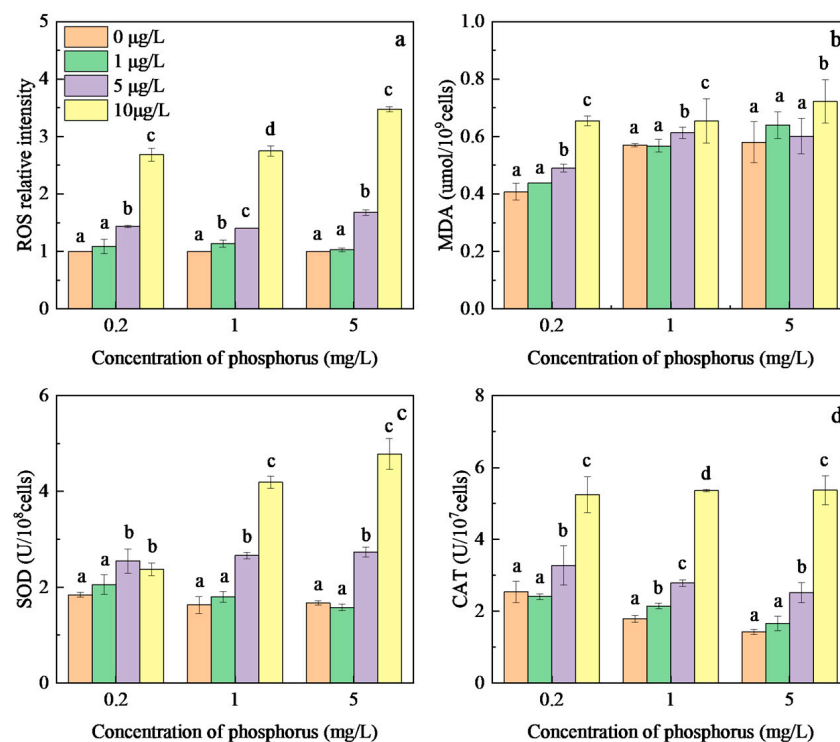 a
0 μg/L
1 μg/L
5 μg/L
10μg/L
ROS relative intensity
5
4
3
2
1
0
a a b c
a b c d
a a b c
0.2 1 5
Concentration of phosphorus (mg/L)
b
MDA (umol/10⁹cells)
1.0
0.8
0.6
0.4
0.2
0.0
a a b c
a a b c
a a a b
0.2 1 5
Concentration of phosphorus (mg/L)
c
SOD (U/10⁸cells)
6
4
2
0
a a b b
a a b c
a a b c
0.2 1 5
Concentration of phosphorus (mg/L)
d
CAT (U/10⁷cells)
8
6
4
2
0
a a b c
a b c d
a a b c
0.2 1 5
Concentration of phosphorus (mg/L)